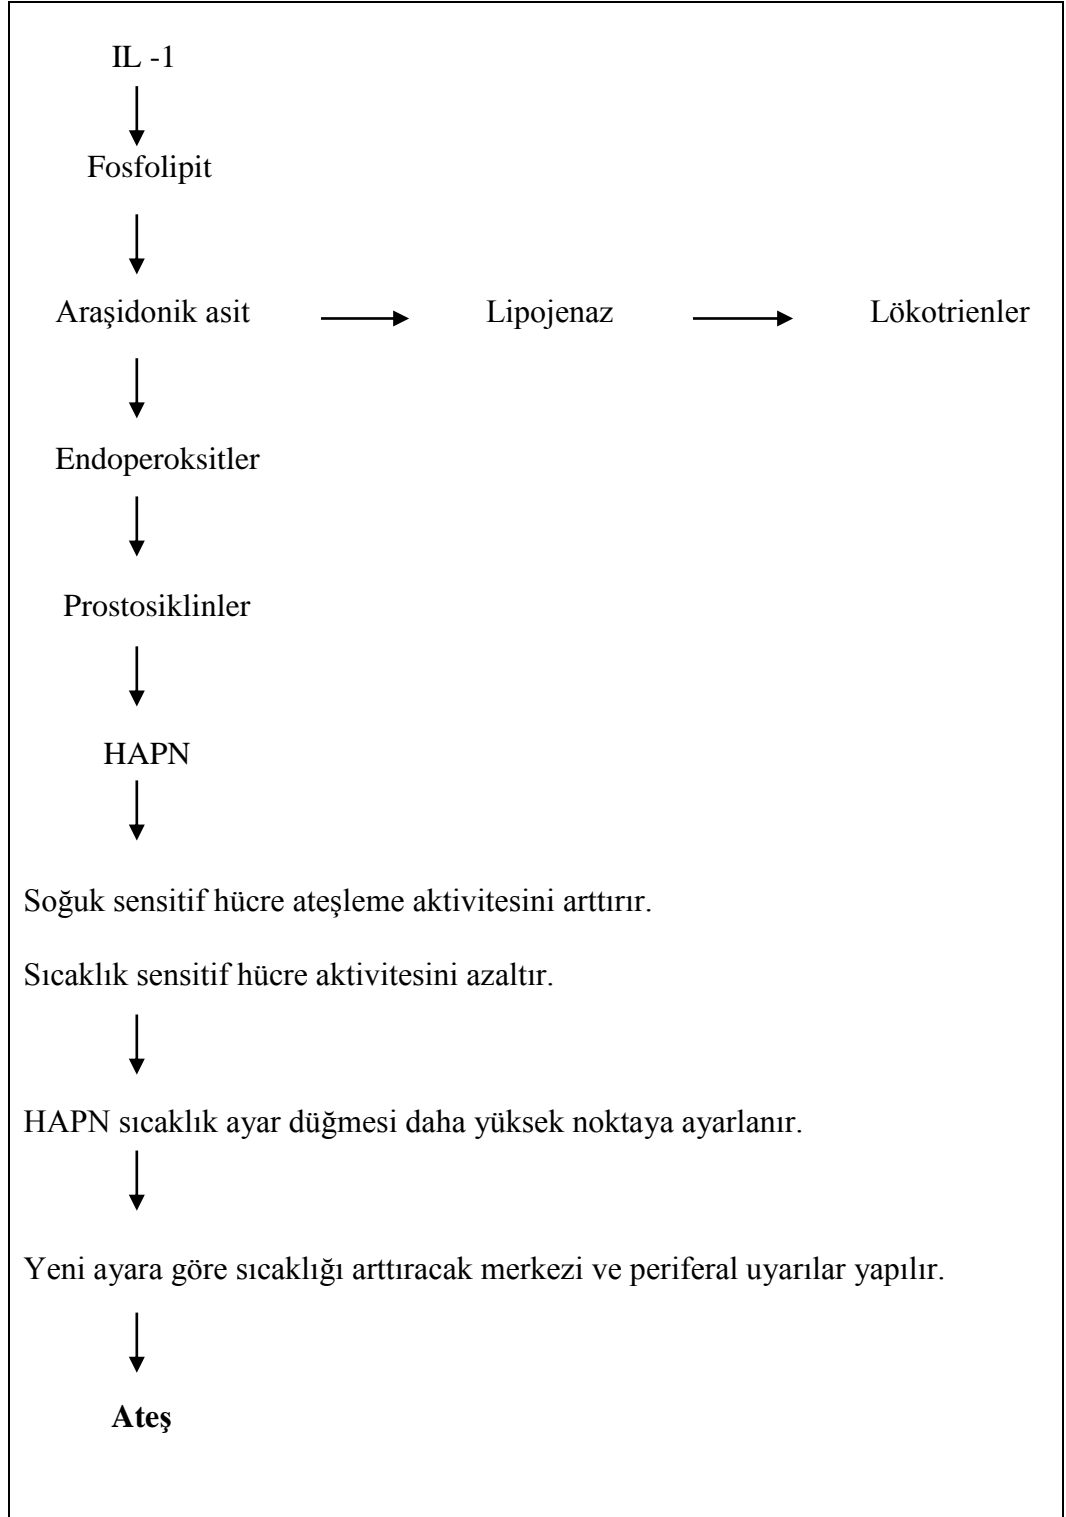 IL -1
Fosfolipit
Araşidonik asit Lipojenaz Lökotrienler
Endoperoksitler
Prostosiklinler
HAPN
Soğuk sensitif hücre ateşleme aktivitesini arttırır.
Sıcaklık sensitif hücre aktivitesini azaltır.
HAPN sıcaklık ayar düğmesi daha yüksek noktaya ayarlanır.
Yeni ayara göre sıcaklığı arttıracak merkezi ve periferal uyarılar yapılır.
Ateş